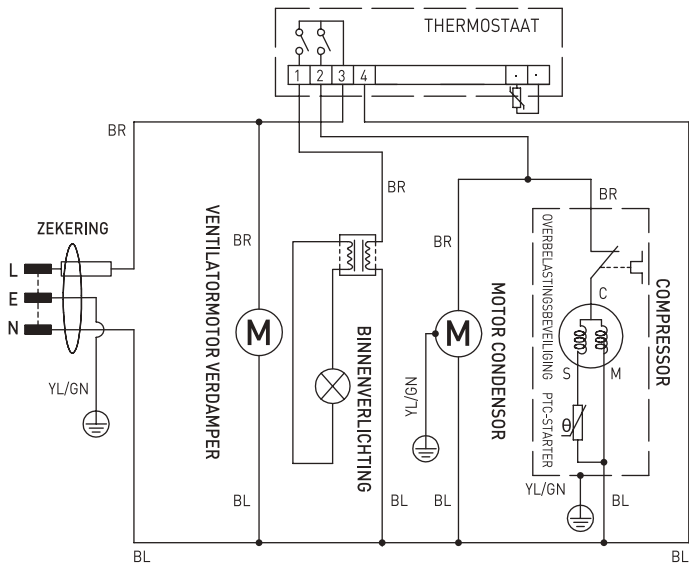 THERMOSTAAT
1 2 3 4 · ·
BR
BR
BR
BR
BR
ZEKERING
L
E
N
YL/GN
VENTILATORMOTOR VERDAMPER
M
BINNENVERLICHTING
M
YL/GN
MOTOR CONDENSOR
OVERBELASTINGSBEVEILIGING
PTC-STARTER
C
S
M
θ
COMPRESSOR
YL/GN
BL
BL
BL
BL
BL
BL